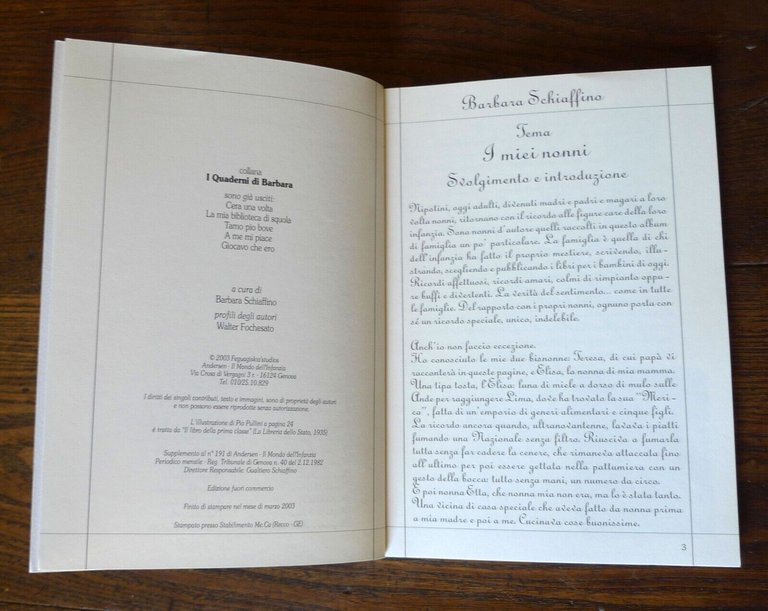 collana
I Quaderni di Barbara
sono già usciti:
C'era una volta
La mia biblioteca di squola
T'amo pio bove
A me mi piace
Giocavo che ero
a cura di
Barbara Schiaffino
profili degli autori
Walter Fochesato
© 2003 Feguagiskia'studios
Andersen - Il Mondo dell'Infanzia
Via Crosa di Vergagni 3 r. - 16124 Genova
Tel. 010/25.10.829
I diritti dei singoli contributi, testo e immagini, sono di proprietà degli autori
e non possono essere riprodotte senza autorizzazione.
L'illustrazione di Pio Pullini a pagina 24
è tratta da "Il libro della prima classe" (La Libreria dello Stato, 1935)
Supplemento al n° 191 di Andersen - Il Mondo dell'Infanzia
Periodico mensile - Reg. Tribunale di Genova n. 40 del 2.12.1982
Direttore Responsabile: Gualtiero Schiaffino
Edizione fuori commercio
Finito di stampare nel mese di marzo 2003
Stampato presso Stabilimento Me.Ca (Recco - GE)
Barbara Schiaffino
Tema
I miei nonni
Svolgimento e introduzione
Nipotini, oggi adulti, divenuti madri e padri e magari a loro
volta nonni, ritornano con il ricordo alle figure care della loro
infanzia. Sono nonni d'autore quelli raccolti in questo album
di famiglia un po' particolare. La famiglia è quella di chi
dell'infanzia ha fatto il proprio mestiere, scrivendo, illu-
strando, scegliendo e pubblicando i libri per i bambini di oggi.
Ricordi affettuosi, ricordi amari, colmi di rimpianto oppu-
re buffi e divertenti. La verità del sentimento... come in tutte
le famiglie. Del rapporto con i propri nonni, ognuno porta con
sé un ricordo speciale, unico, indelebile.
Anch'io non faccio eccezione.
Ho conosciuto le mie due bisnonne: Teresa, di cui papà vi
racconterà in queste pagine, e Elisa, la nonna di mia mamma.
Una tipa tosta, l'Elisa: luna di miele a dorso di mulo sulle
Ande per raggiungere Lima, dove ha trovato la sua "Meri-
ca", fatta di un'emporio di generi alimentari e cinque figli.
La ricordo ancora quando, ultranovantenne, lavava i piatti
fumando una Nazionale senza filtro. Riusciva a fumarla
tutta senza far cadere la cenere, che rimaneva attaccata fino
all'ultimo per poi essere gettata nella pattumiera con un
gesto della bocca: tutto senza mani, un numero da circo.
E poi nonna Etta, che nonna mia non era, ma lo è stata tanto.
Una vicina di casa speciale che aveva fatto da nonna prima
a mia madre e poi a me. Cucinava cose buonissime.
3